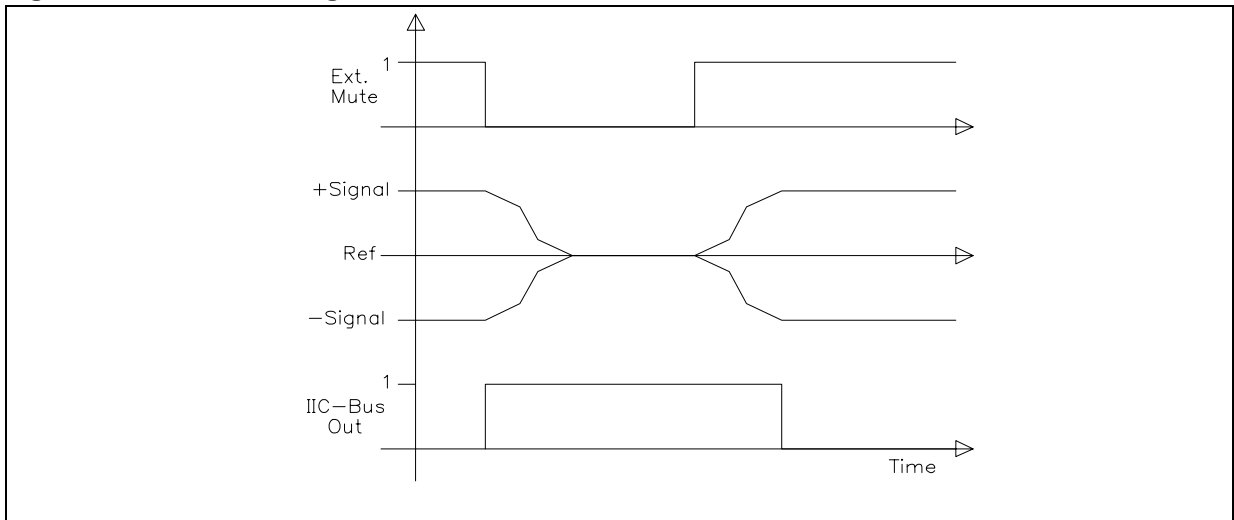 1
Ext.
Mute
+Signal
Ref
−Signal
1
IIC−Bus
Out
Time